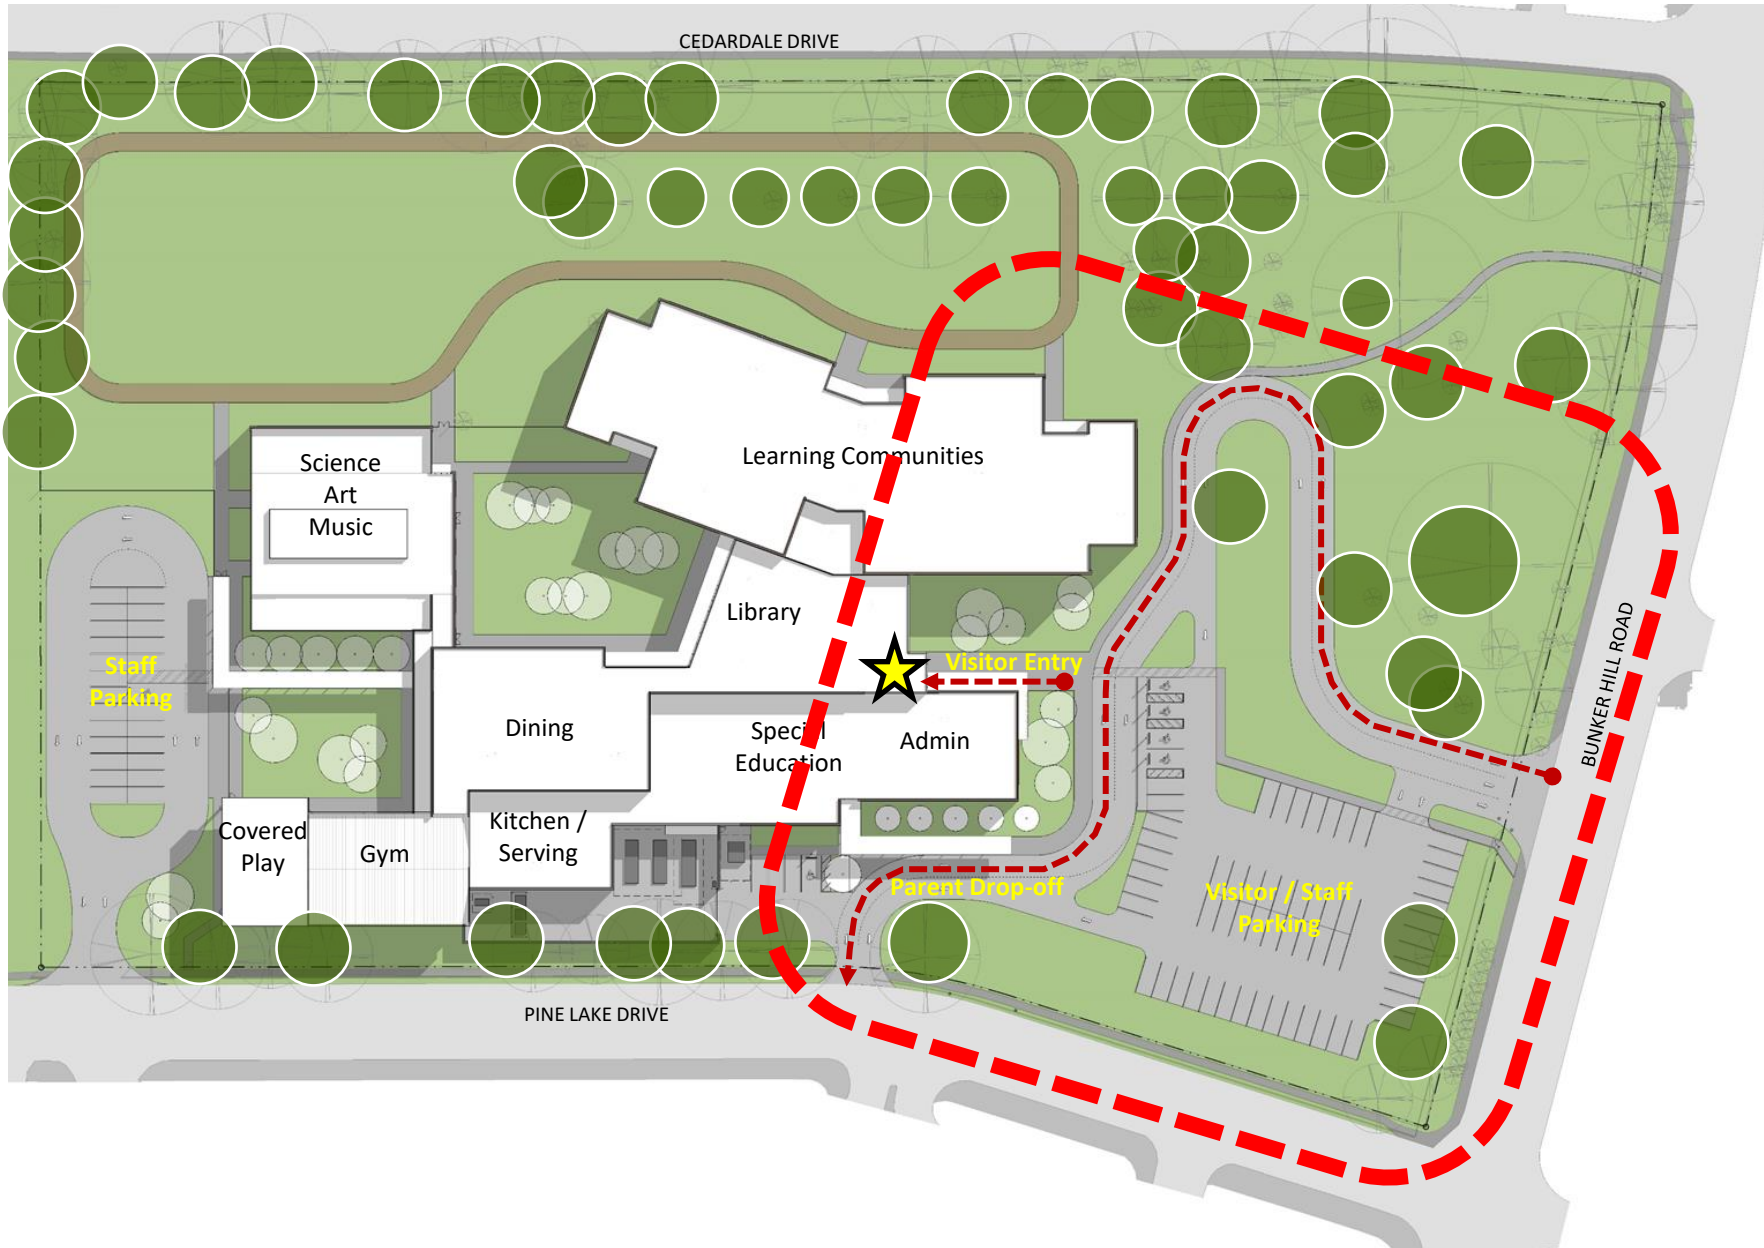 CEDARDALE DRIVE
Science
Art
Music
Learning Communities
Library
Staff
Parking
Visitor Entry
Dining
Special
Education
Admin
BUNKER HILL ROAD
Covered
Play
Gym
Kitchen /
Serving
Parent Drop-off
Visitor / Staff
Parking
PINE LAKE DRIVE